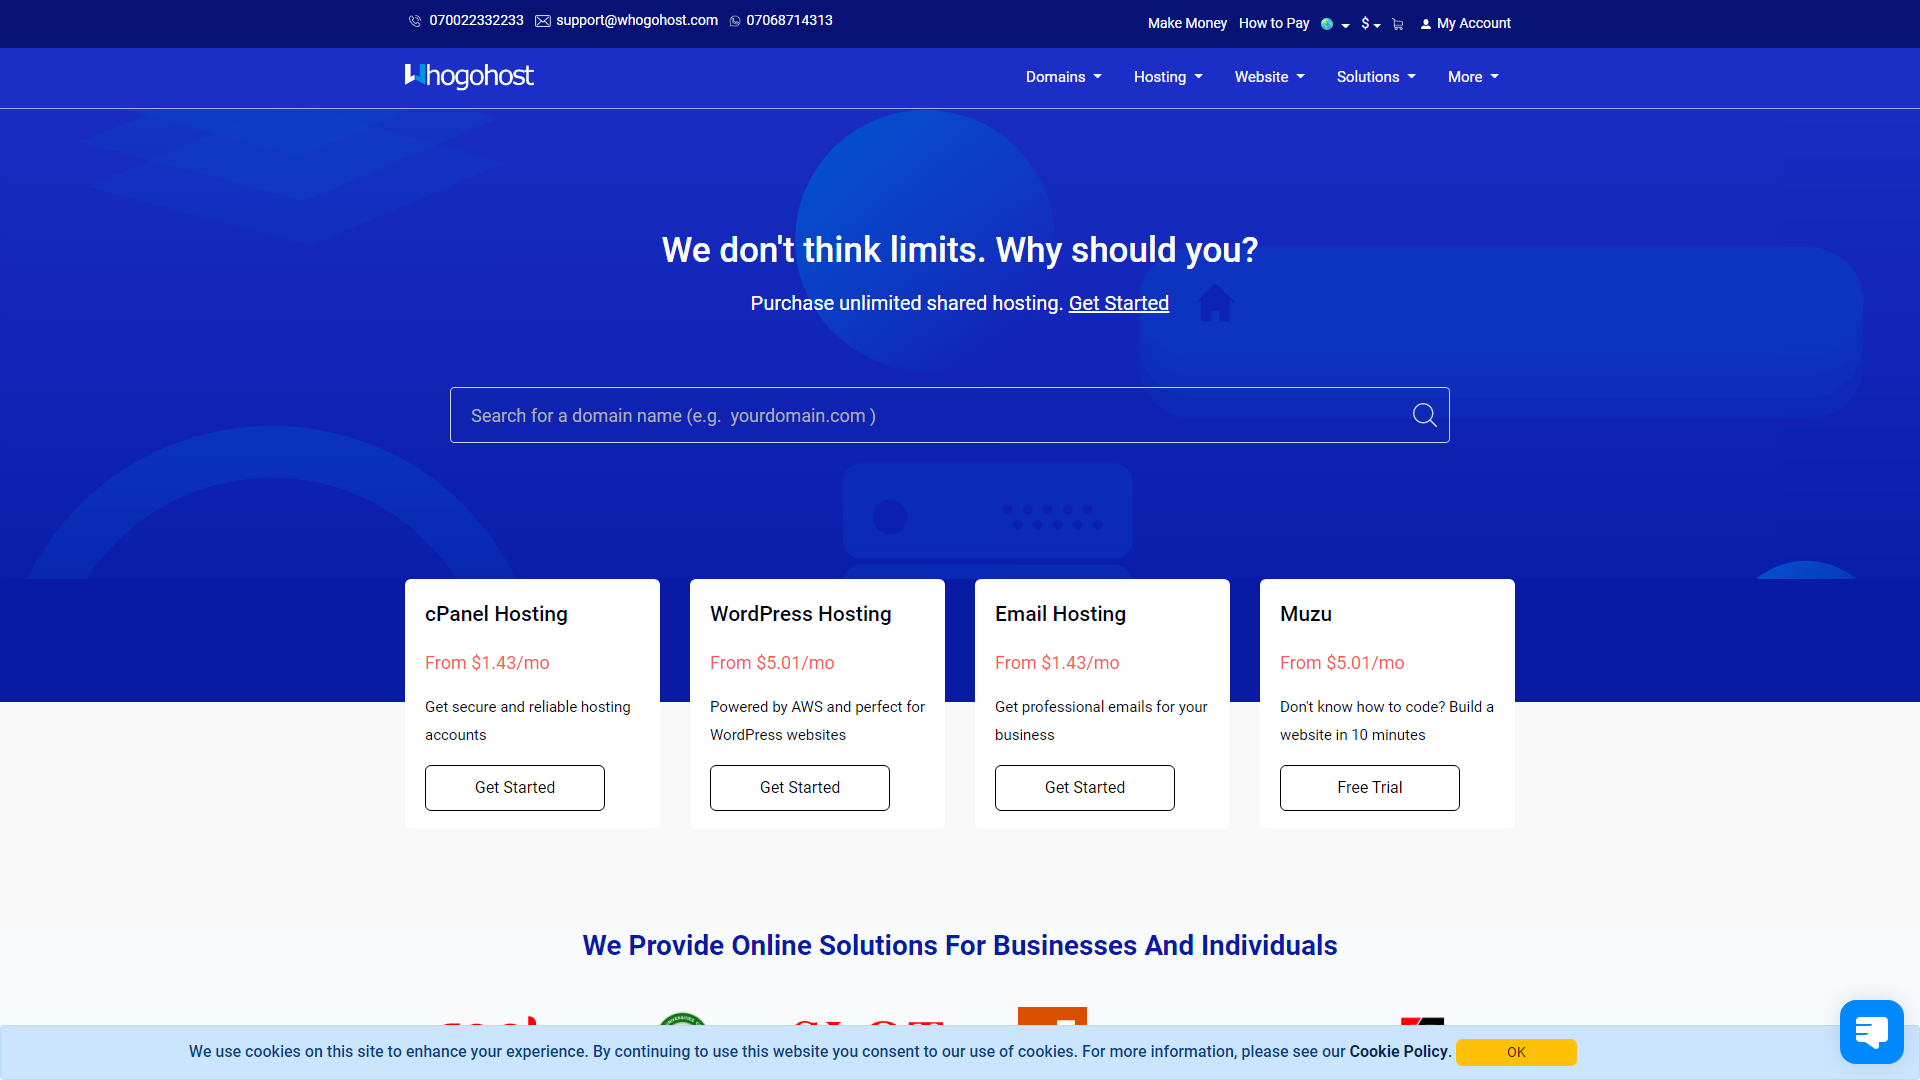 070022332233 support@whogohost.com 07068714313
Make Money How to Pay $ My Account
Whogohost
Domains Hosting Website Solutions More
We don't think limits. Why should you?
Purchase unlimited shared hosting. Get Started
Search for a domain name (e.g. yourdomain.com )
cPanel Hosting
From $1.43/mo
Get secure and reliable hosting
accounts
Get Started
WordPress Hosting
From $5.01/mo
Powered by AWS and perfect for
WordPress websites
Get Started
Email Hosting
From $1.43/mo
Get professional emails for your
business
Get Started
Muzu
From $5.01/mo
Don't know how to code? Build a
website in 10 minutes
Free Trial
We Provide Online Solutions For Businesses And Individuals
We use cookies on this site to enhance your experience. By continuing to use this website you consent to our use of cookies. For more information, please see our Cookie Policy. OK